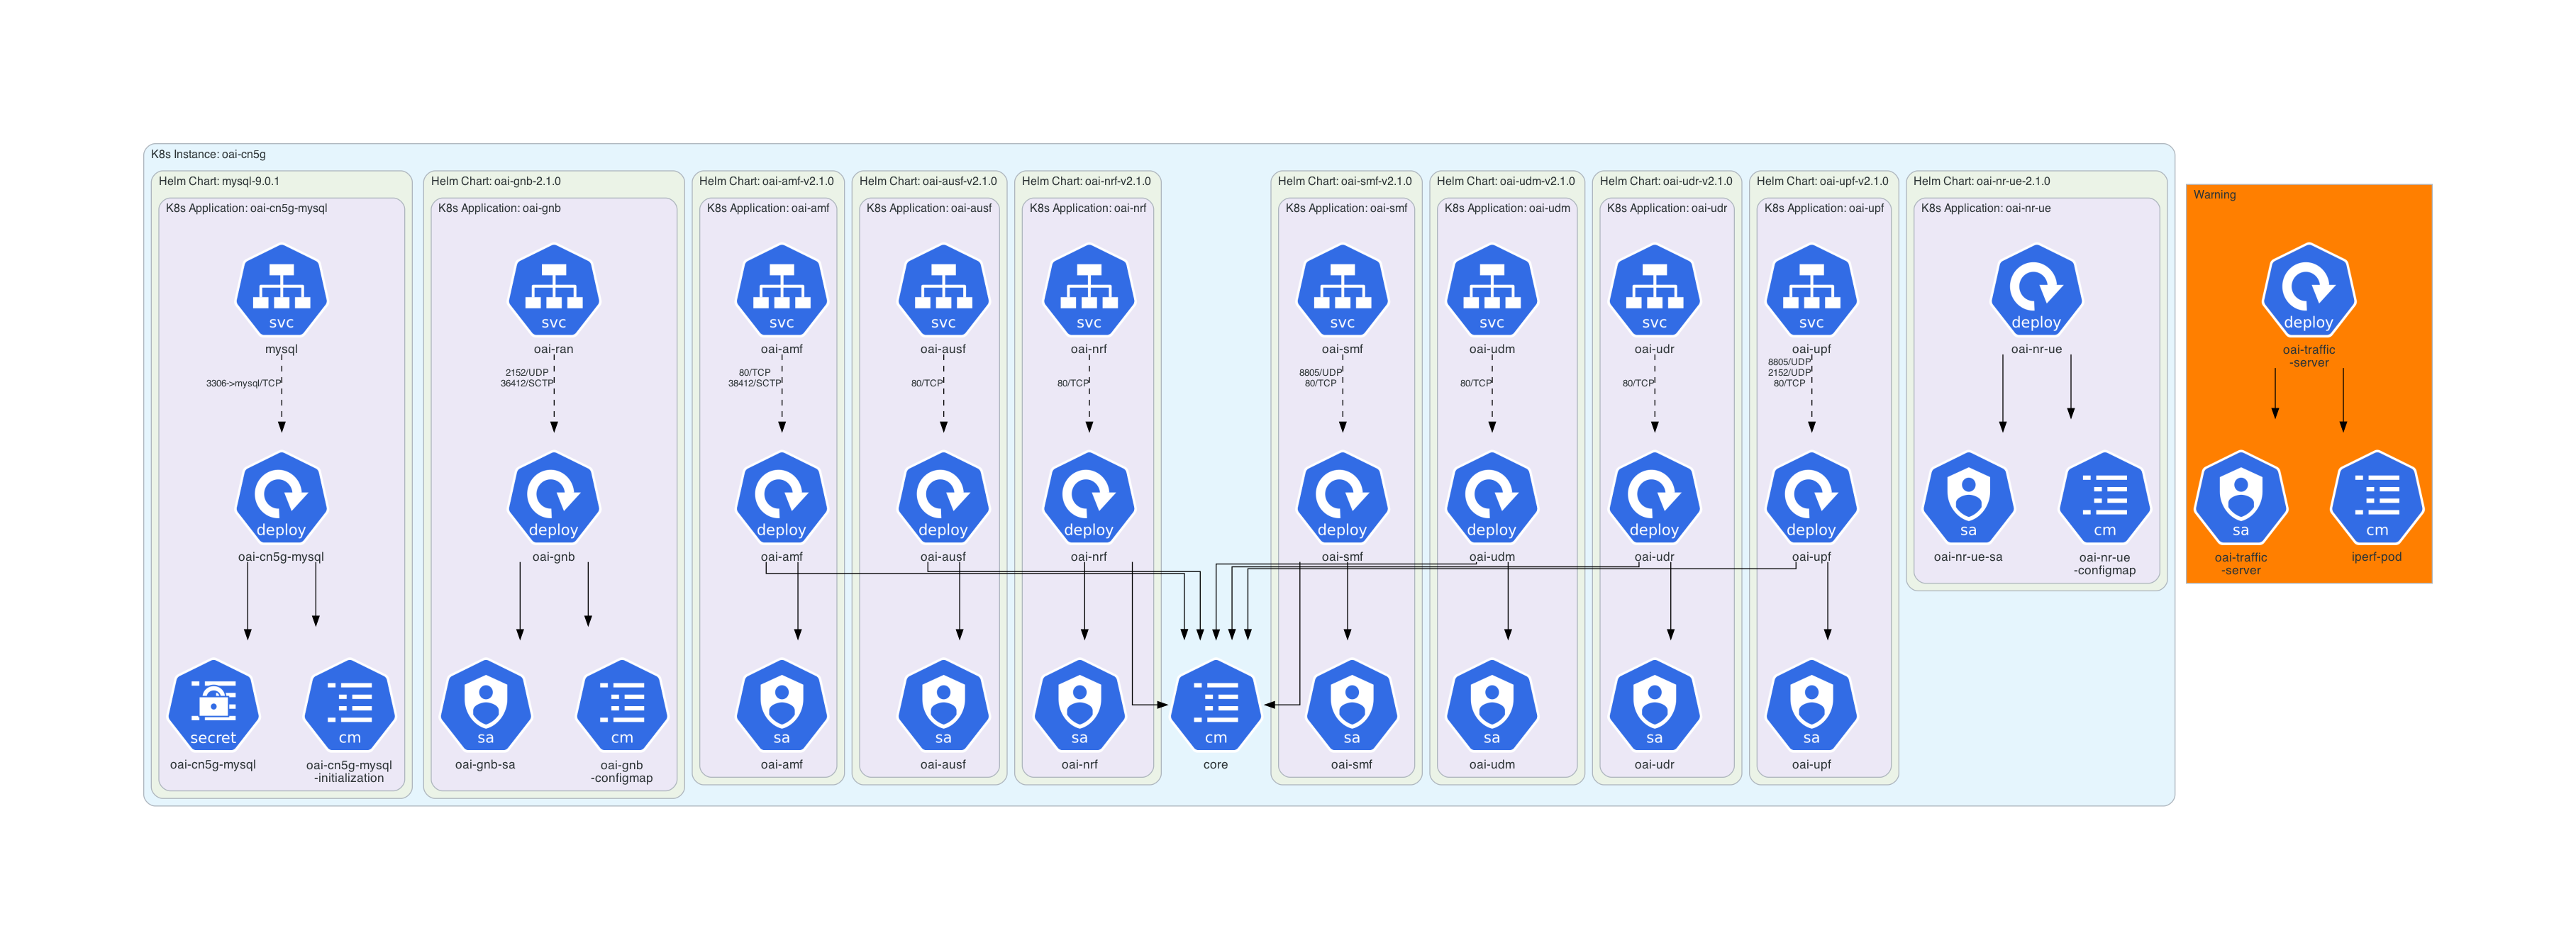 K8s Instance: oai-cn5g
Helm Chart: mysql-9.0.1
K8s Application: oai-cn5g-mysql
svc
mysql
3306->mysql/TCP
deploy
oai-cn5g-mysql
secret
oai-cn5g-mysql
cm
oai-cn5g-mysql
-initialization
Helm Chart: oai-gnb-2.1.0
K8s Application: oai-gnb
svc
oai-ran
2152/UDP
36412/SCTP
deploy
oai-gnb
sa
oai-gnb-sa
cm
oai-gnb
-configmap
Helm Chart: oai-amf-v2.1.0
K8s Application: oai-amf
svc
oai-amf
80/TCP
38412/SCTP
deploy
oai-amf
sa
oai-amf
Helm Chart: oai-ausf-v2.1.0
K8s Application: oai-ausf
svc
oai-ausf
80/TCP
deploy
oai-ausf
sa
oai-ausf
Helm Chart: oai-nrf-v2.1.0
K8s Application: oai-nrf
svc
oai-nrf
80/TCP
deploy
oai-nrf
sa
oai-nrf
cm
core
Helm Chart: oai-smf-v2.1.0
K8s Application: oai-smf
svc
oai-smf
8805/UDP
80/TCP
deploy
oai-smf
sa
oai-smf
Helm Chart: oai-udm-v2.1.0
K8s Application: oai-udm
svc
oai-udm
80/TCP
deploy
oai-udm
sa
oai-udm
Helm Chart: oai-udr-v2.1.0
K8s Application: oai-udr
svc
oai-udr
80/TCP
deploy
oai-udr
sa
oai-udr
Helm Chart: oai-upf-v2.1.0
K8s Application: oai-upf
svc
oai-upf
8805/UDP
2152/UDP
80/TCP
deploy
oai-upf
sa
oai-upf
Helm Chart: oai-nr-ue-2.1.0
K8s Application: oai-nr-ue
deploy
oai-nr-ue
sa
oai-nr-ue-sa
cm
oai-nr-ue
-configmap
Warning
deploy
oai-traffic
-server
sa
oai-traffic
-server
cm
iperf-pod